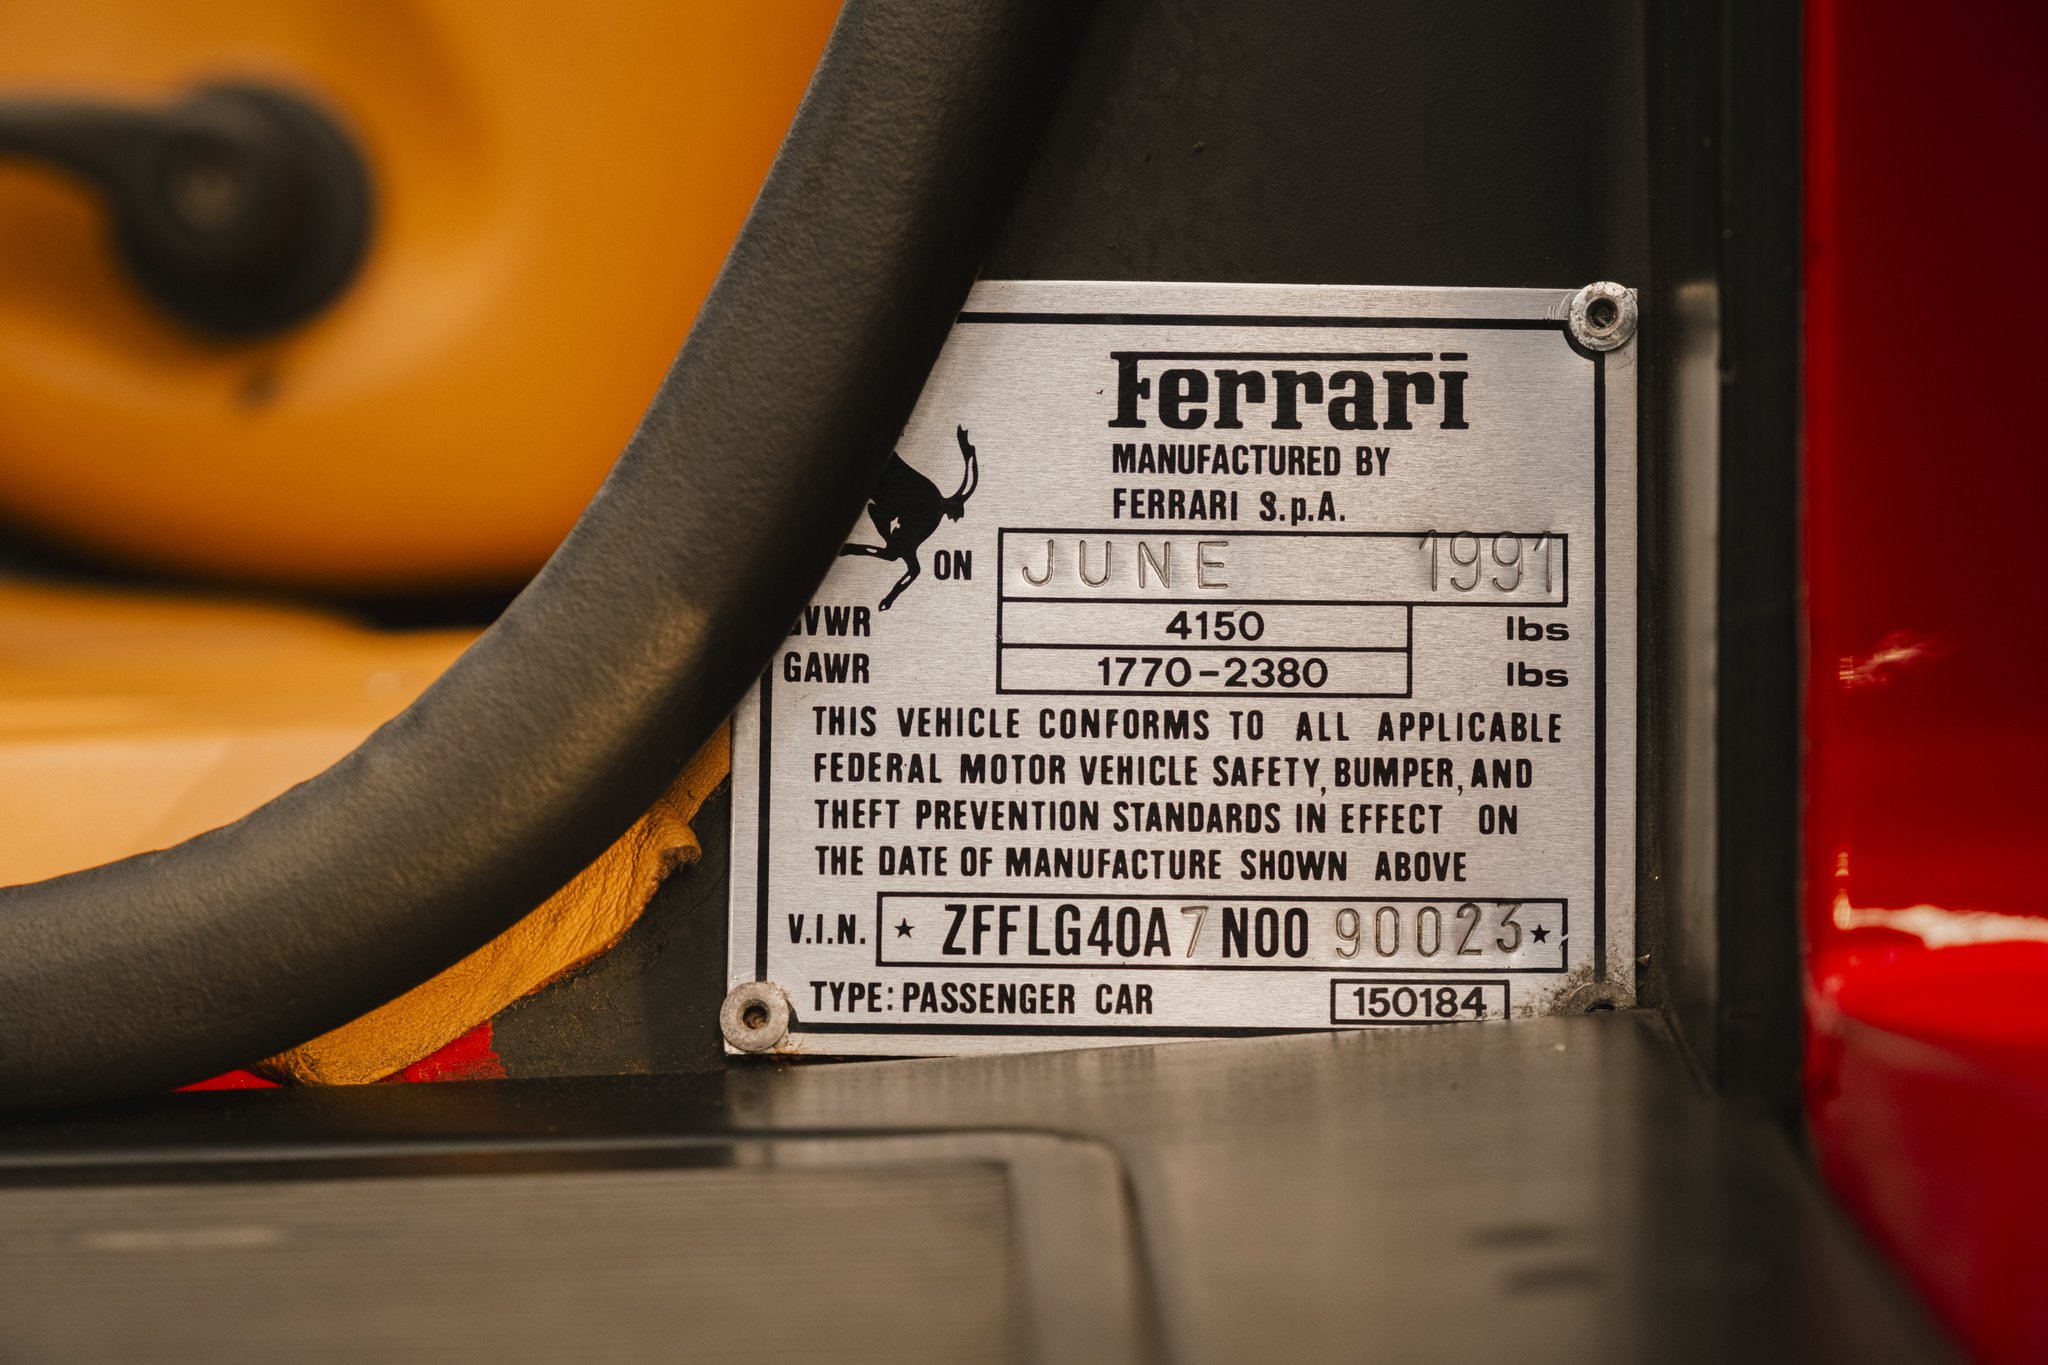 Ferrari
MANUFACTURED BY
FERRARI S.p.A.
ON JUNE 1991
GVWR 4150 lbs
GAWR 1770-2380 lbs
THIS VEHICLE CONFORMS TO ALL APPLICABLE
FEDERAL MOTOR VEHICLE SAFETY, BUMPER, AND
THEFT PREVENTION STANDARDS IN EFFECT ON
THE DATE OF MANUFACTURE SHOWN ABOVE
V.I.N. ★ ZFFLG40A7N0090023 ★
TYPE: PASSENGER CAR 150184